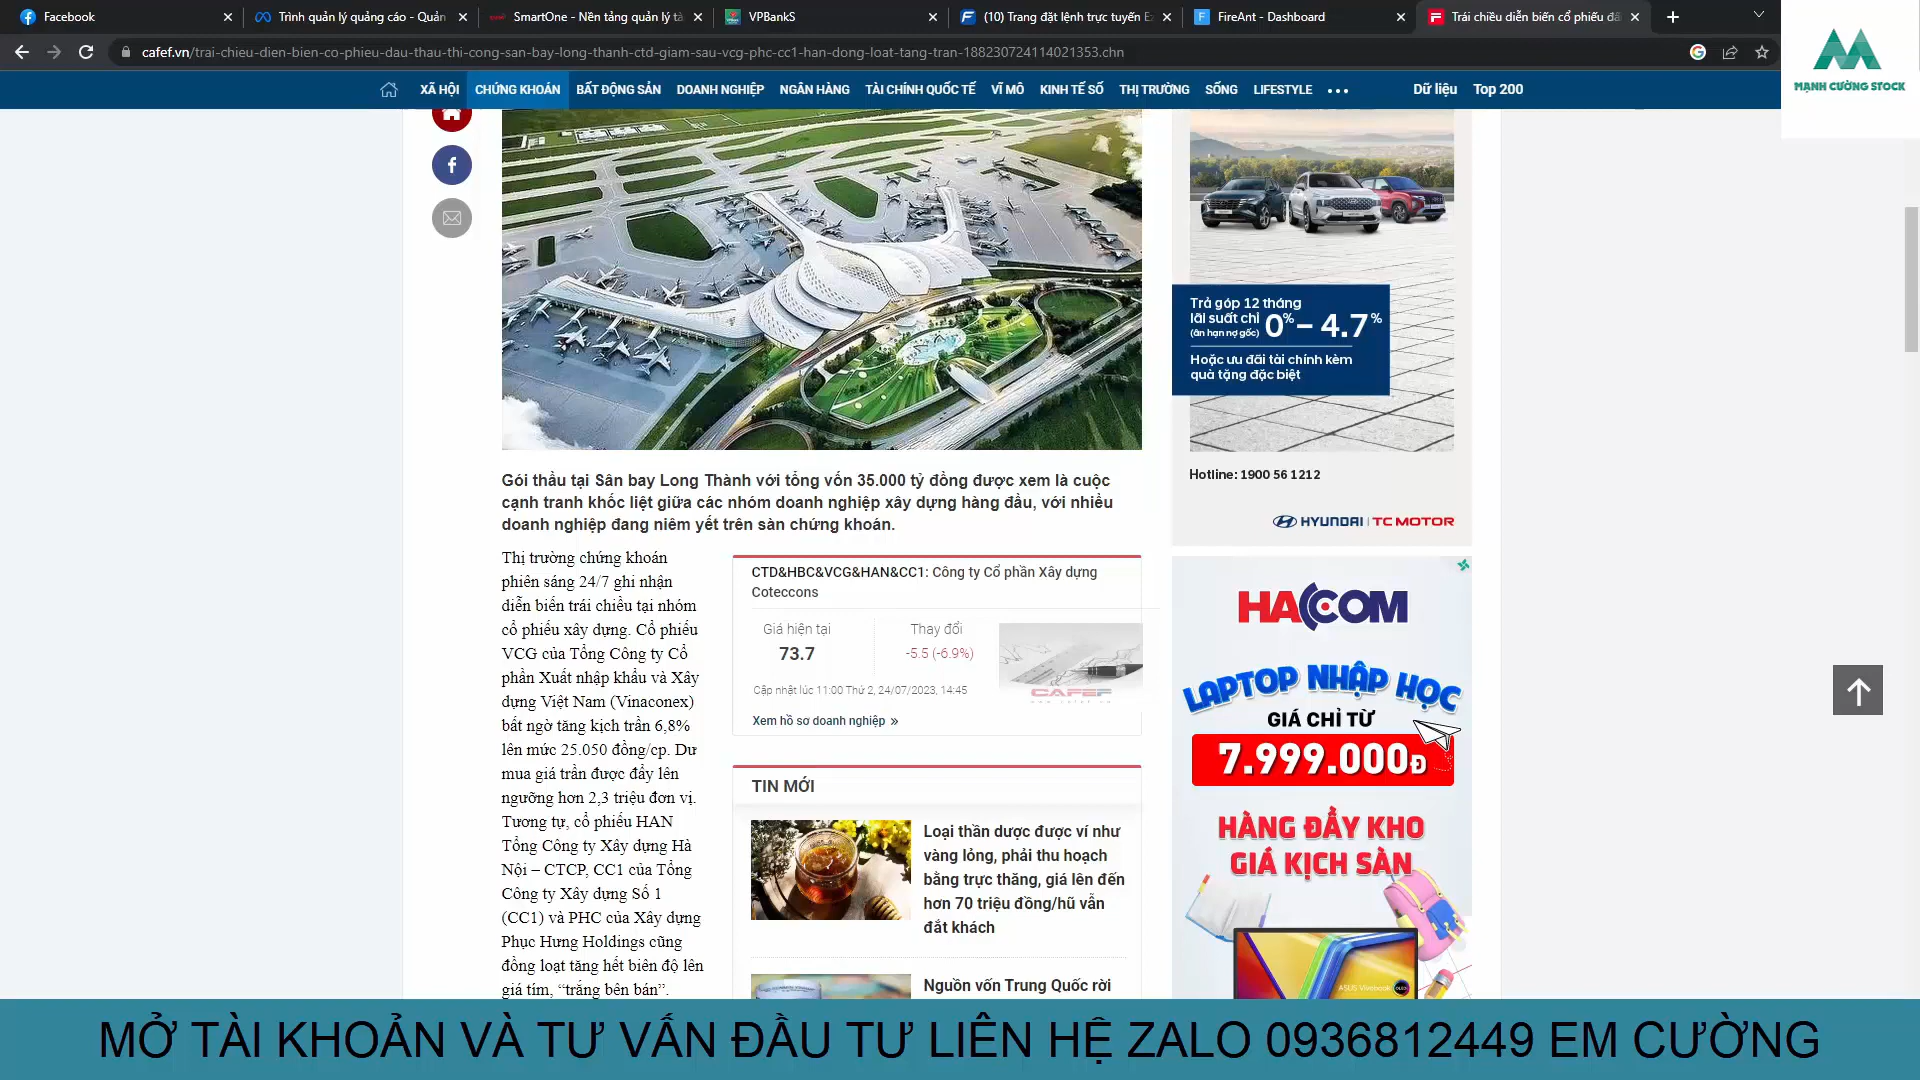 Facebook
Trình quản lý quảng cáo - Quản
SmartOne - Nền tảng quản lý tà
VPBankS
(10) Trang đặt lệnh trực tuyến Ez
FireAnt - Dashboard
Trái chiều diễn biến cổ phiếu đấ
cafef.vn/trai-chieu-dien-bien-co-phieu-dau-thau-thi-cong-san-bay-long-thanh-ctd-giam-sau-vcg-phc-cc1-han-dong-loat-tang-tran-188230724114021353.chn
MẠNH CƯỜNG STOCK
XÃ HỘI CHỨNG KHOÁN BẤT ĐỘNG SẢN DOANH NGHIỆP NGÂN HÀNG TÀI CHÍNH QUỐC TẾ VĨ MÔ KINH TẾ SỐ THỊ TRƯỜNG SỐNG LIFESTYLE ••• Dữ liệu Top 200
Gói thầu tại Sân bay Long Thành với tổng vốn 35.000 tỷ đồng được xem là cuộc
cạnh tranh khốc liệt giữa các nhóm doanh nghiệp xây dựng hàng đầu, với nhiều
doanh nghiệp đang niêm yết trên sàn chứng khoán.
Thị trường chứng khoán
phiên sáng 24/7 ghi nhận
diễn biến trái chiều tại nhóm
cổ phiếu xây dựng. Cổ phiếu
VCG của Tổng Công ty Cổ
phần Xuất nhập khẩu và Xây
dựng Việt Nam (Vinaconex)
bất ngờ tăng kịch trần 6,8%
lên mức 25.050 đồng/cp. Dư
mua giá trần được đẩy lên
ngưỡng hơn 2,3 triệu đơn vị.
Tương tự, cổ phiếu HAN
Tổng Công ty Xây dựng Hà
Nội – CTCP, CC1 của Tổng
Công ty Xây dựng Số 1
(CC1) và PHC của Xây dựng
Phục Hưng Holdings cũng
đồng loạt tăng hết biên độ lên
giá tím, “trắng bên bán”.
CTD&HBC&VCG&HAN&CC1: Công ty Cổ phần Xây dựng
Coteccons
Giá hiện tại
73.7
Thay đổi
-5.5 (-6.9%)
CAFEF
Cập nhật lúc 11:00 Thứ 2, 24/07/2023, 14:45
Xem hồ sơ doanh nghiệp »
TIN MỚI
Loại thần dược được ví như
vàng lỏng, phải thu hoạch
bằng trực thăng, giá lên đến
hơn 70 triệu đồng/hũ vẫn
đắt khách
Nguồn vốn Trung Quốc rời
Trả góp 12 tháng
lãi suất chỉ 0% – 4.7%
(ân hạn nợ gốc)
Hoặc ưu đãi tài chính kèm
quà tặng đặc biệt
Hotline: 1900 56 1212
HYUNDAI | TC MOTOR
HACOM
LAPTOP NHẬP HỌC
GIÁ CHỈ TỪ
7.999.000Đ
HÀNG ĐẦY KHO
GIÁ KỊCH SÀN
ASUS Vivebook OLED
MỞ TÀI KHOẢN VÀ TƯ VẤN ĐẦU TƯ LIÊN HỆ ZALO 0936812449 EM CƯỜNG